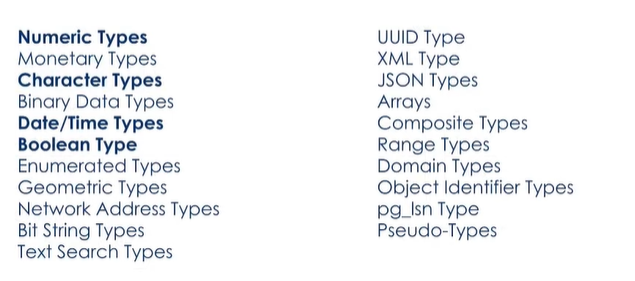 Numeric Types
Monetary Types
Character Types
Binary Data Types
Date/Time Types
Boolean Type
Enumerated Types
Geometric Types
Network Address Types
Bit String Types
Text Search Types
UUID Type
XML Type
JSON Types
Arrays
Composite Types
Range Types
Domain Types
Object Identifier Types
pg_lsn Type
Pseudo-Types